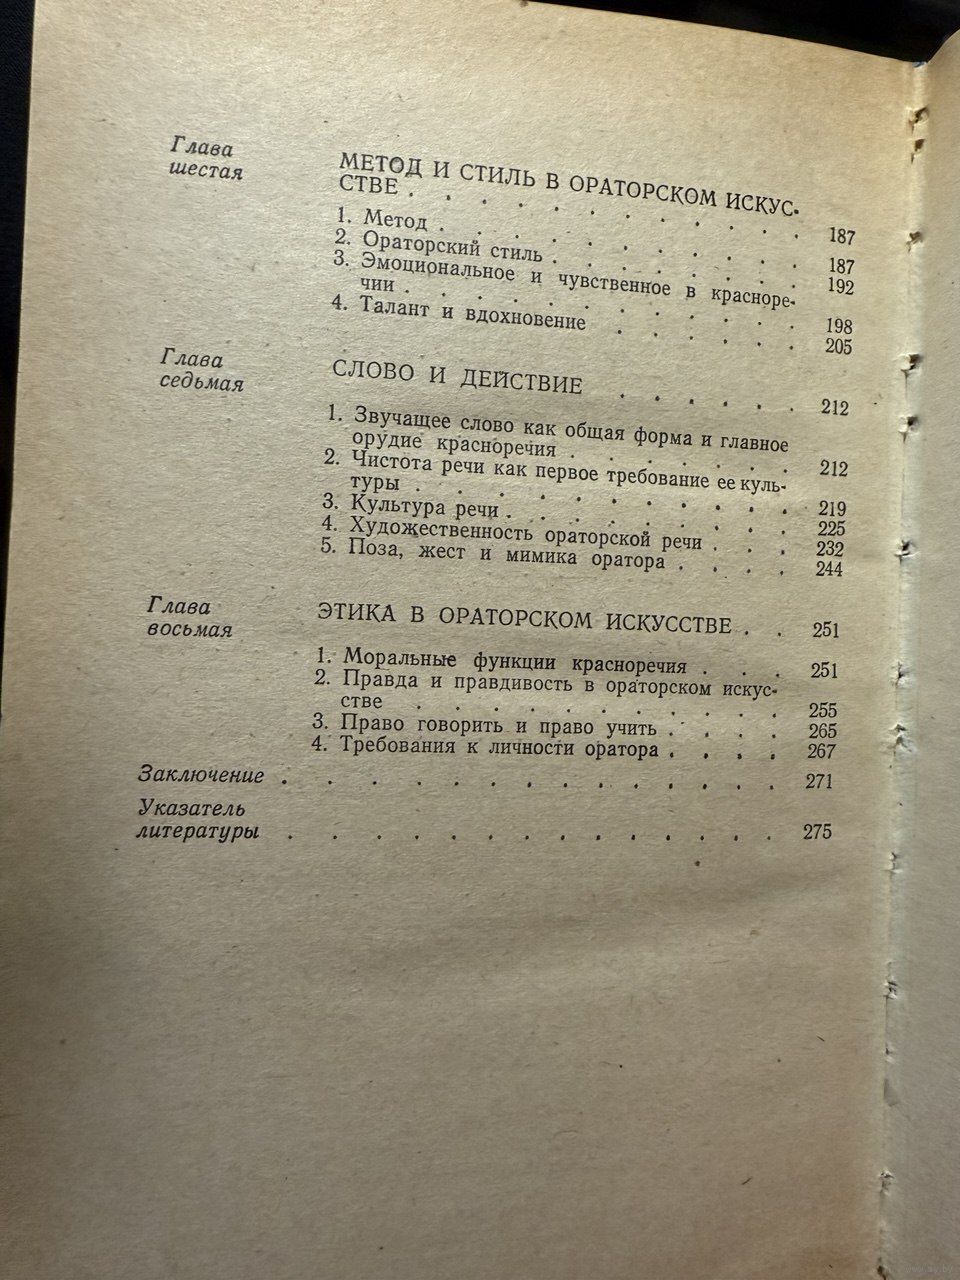 Глава
шестая
МЕТОД И СТИЛЬ В ОРАТОРСКОМ ИСКУС-
СТВЕ . . . . . . . . . . . 187
1. Метод . . . . . . . . . . 187
2. Ораторский стиль . . . . . . . 192
3. Эмоциональное и чувственное в красноре-
чии . . . . . . . . . . . 198
4. Талант и вдохновение . . . . . 205
Глава
седьмая
СЛОВО И ДЕЙСТВИЕ . . . . . . 212
1. Звучащее слово как общая форма и главное
орудие красноречия . . . . . . . 212
2. Чистота речи как первое требование ее куль-
туры . . . . . . . . . . . 219
3. Культура речи . . . . . . . . 225
4. Художественность ораторской речи . . . 232
5. Поза, жест и мимика оратора . . . . 244
Глава
восьмая
ЭТИКА В ОРАТОРСКОМ ИСКУССТВЕ . . 251
1. Моральные функции красноречия . . . 251
2. Правда и правдивость в ораторском искус-
стве . . . . . . . . . . 255
3. Право говорить и право учить . . . . 265
4. Требования к личности оратора . . . . 267
Заключение . . . . . . . . . . . . . 271
Указатель
литературы . . . . . . . . . . . . . 275